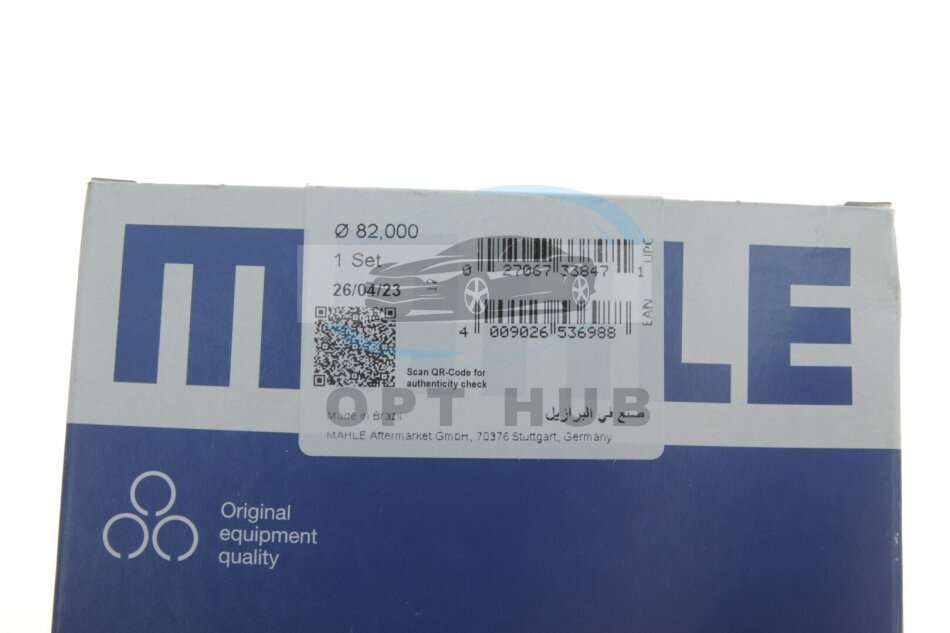 MAHLE
Ø 82,000
1 Set
26/04/23
12
0 27067 33847 1
UPC
4 009026 536988
EAN
Scan QR-Code for
authenticity check
OPT HUB
Made in Brazil
صنع في البرازيل
MAHLE Aftermarket GmbH, 70376 Stuttgart, Germany
Original
equipment
quality